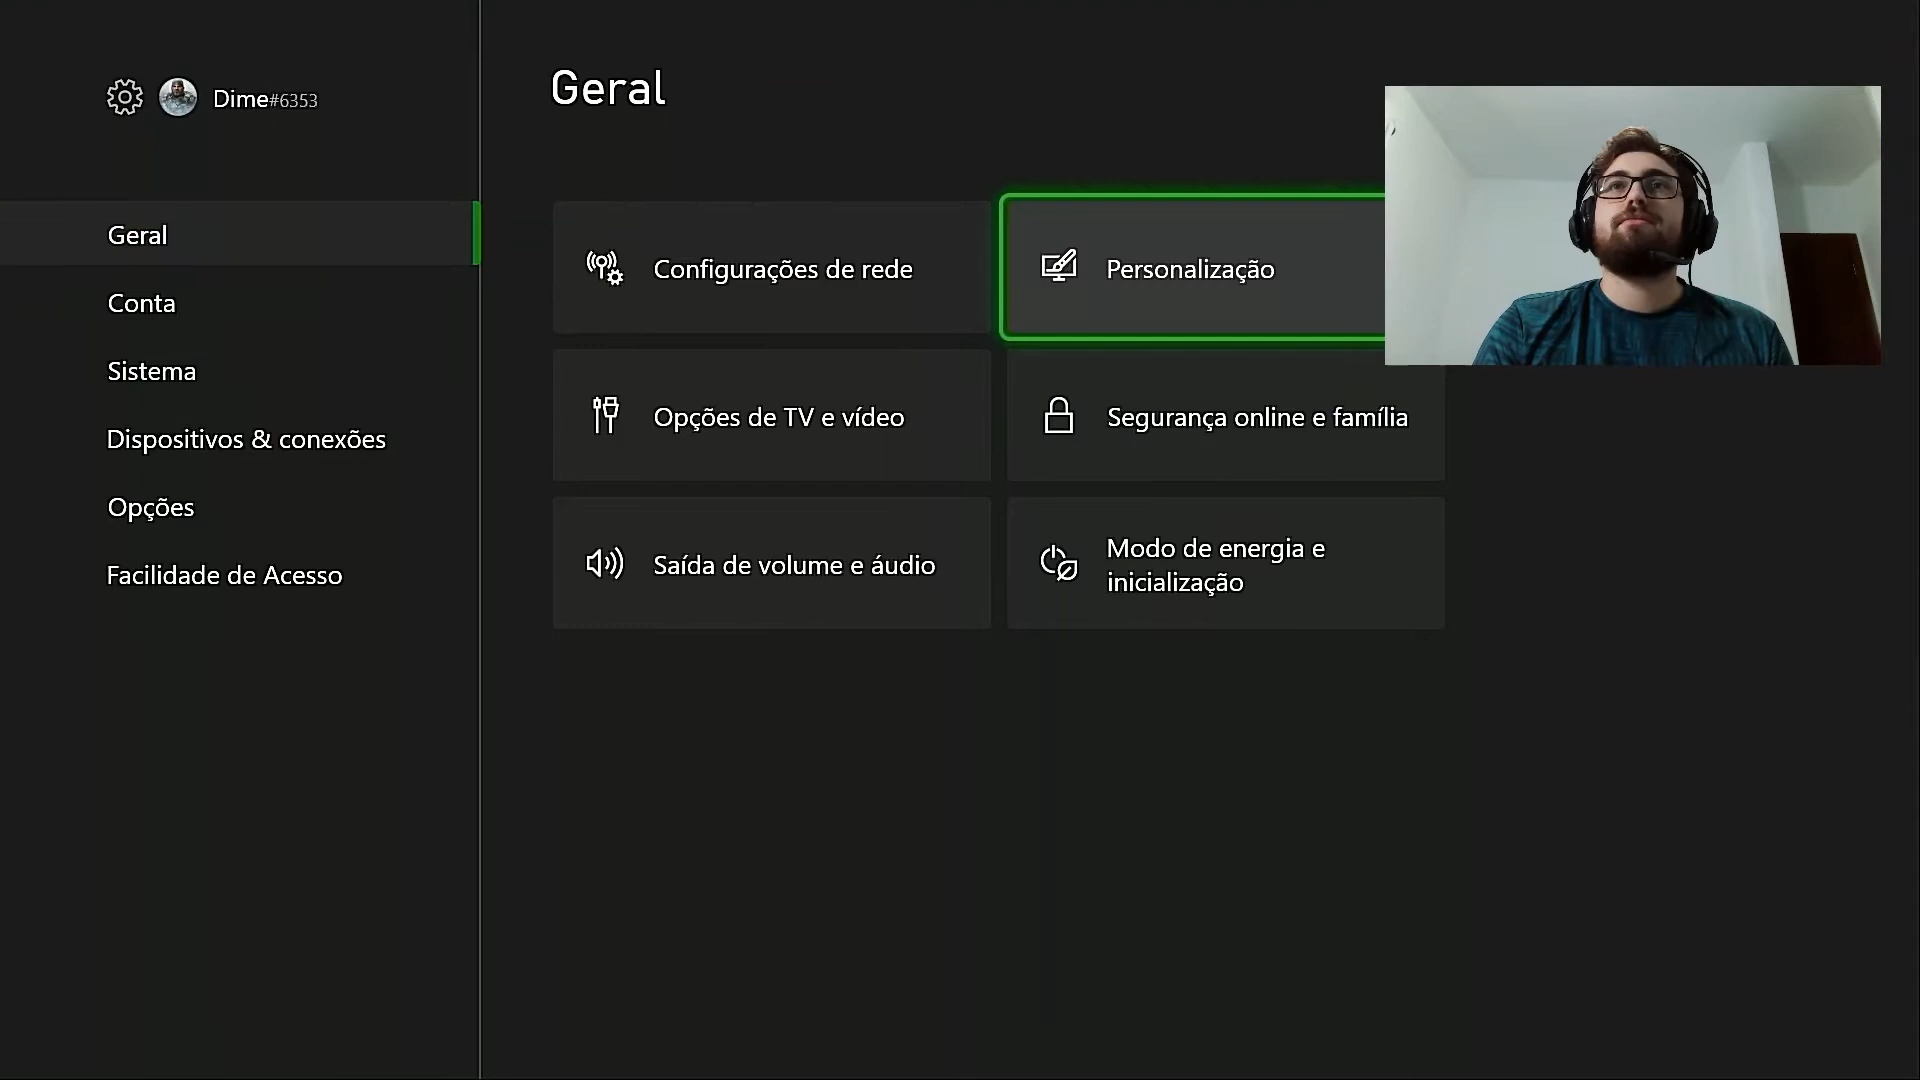 Dime#6353
Geral
Conta
Sistema
Dispositivos & conexões
Opções
Facilidade de Acesso
Geral
Configurações de rede
Personalização
Opções de TV e vídeo
Segurança online e família
Saída de volume e áudio
Modo de energia e
inicialização